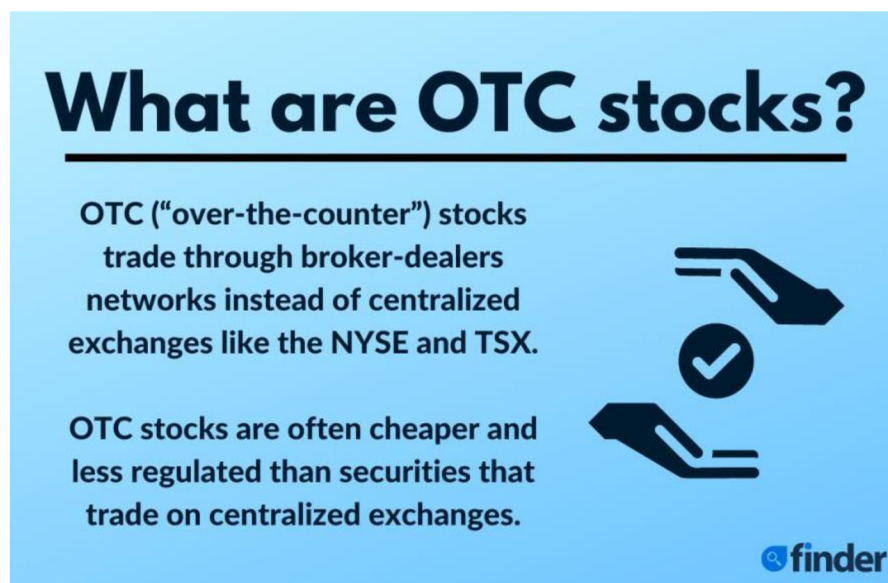 What are OTC stocks?
OTC (“over-the-counter”) stocks
trade through broker-dealers
networks instead of centralized
exchanges like the NYSE and TSX.
OTC stocks are often cheaper and
less regulated than securities that
trade on centralized exchanges.
finder